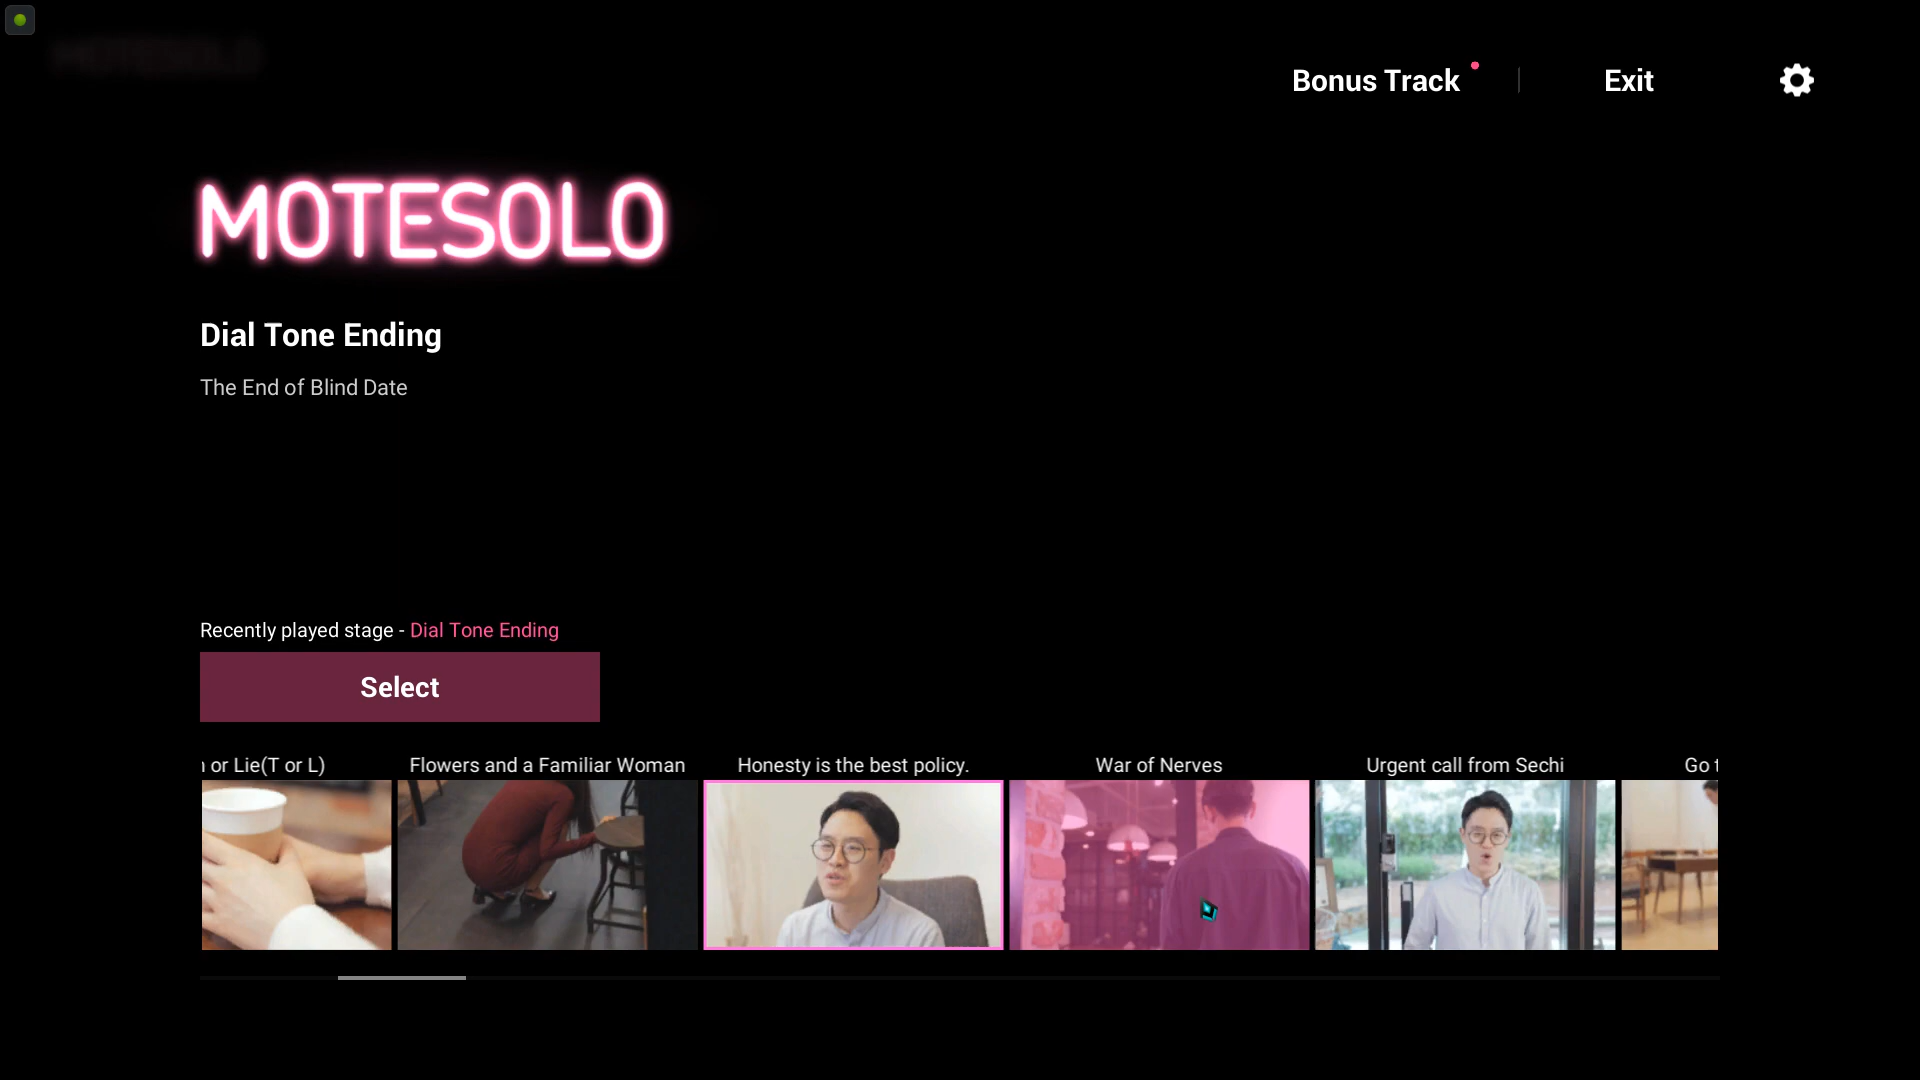 Bonus Track
Exit
MOTESOLO
Dial Tone Ending
The End of Blind Date
Recently played stage - Dial Tone Ending
Select
or Lie(T or L)
Flowers and a Familiar Woman
Honesty is the best policy.
War of Nerves
Urgent call from Sechi
Go